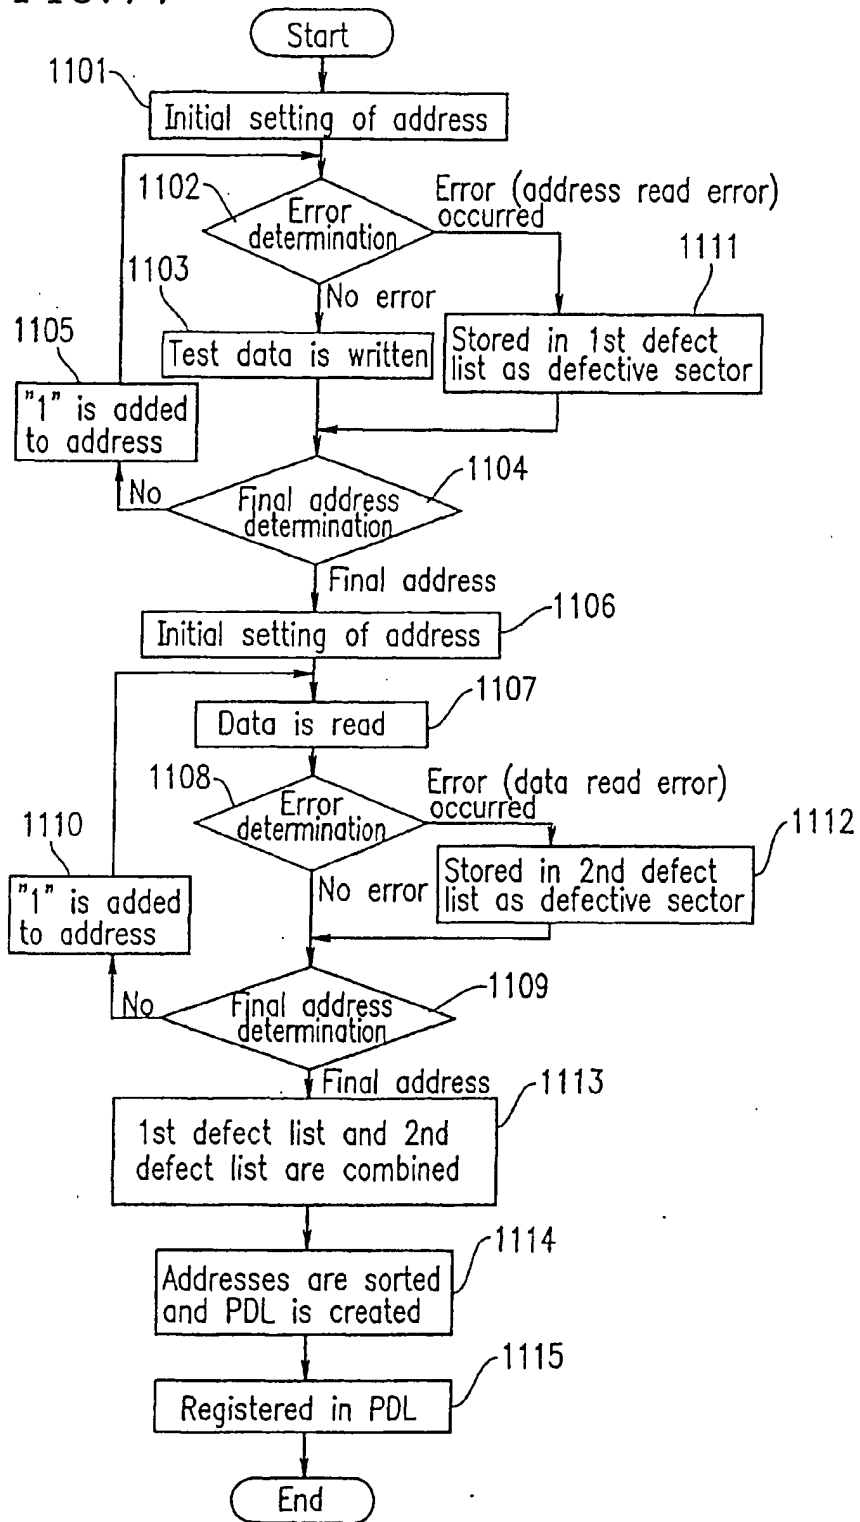 Start
1101
Initial setting of address
1102
Error
determination
Error (address read error)
occurred
1103
No error
1111
Test data is written
Stored in 1st defect
list as defective sector
1105
"1" is added
to address
1104
No
Final address
determination
Final address
1106
Initial setting of address
1107
Data is read
1108
Error
determination
Error (data read error)
occurred
1110
1112
No error
Stored in 2nd defect
list as defective sector
"1" is added
to address
1109
No
Final address
determination
Final address
1113
1st defect list and 2nd
defect list are combined
1114
Addresses are sorted
and PDL is created
1115
Registered in PDL
End